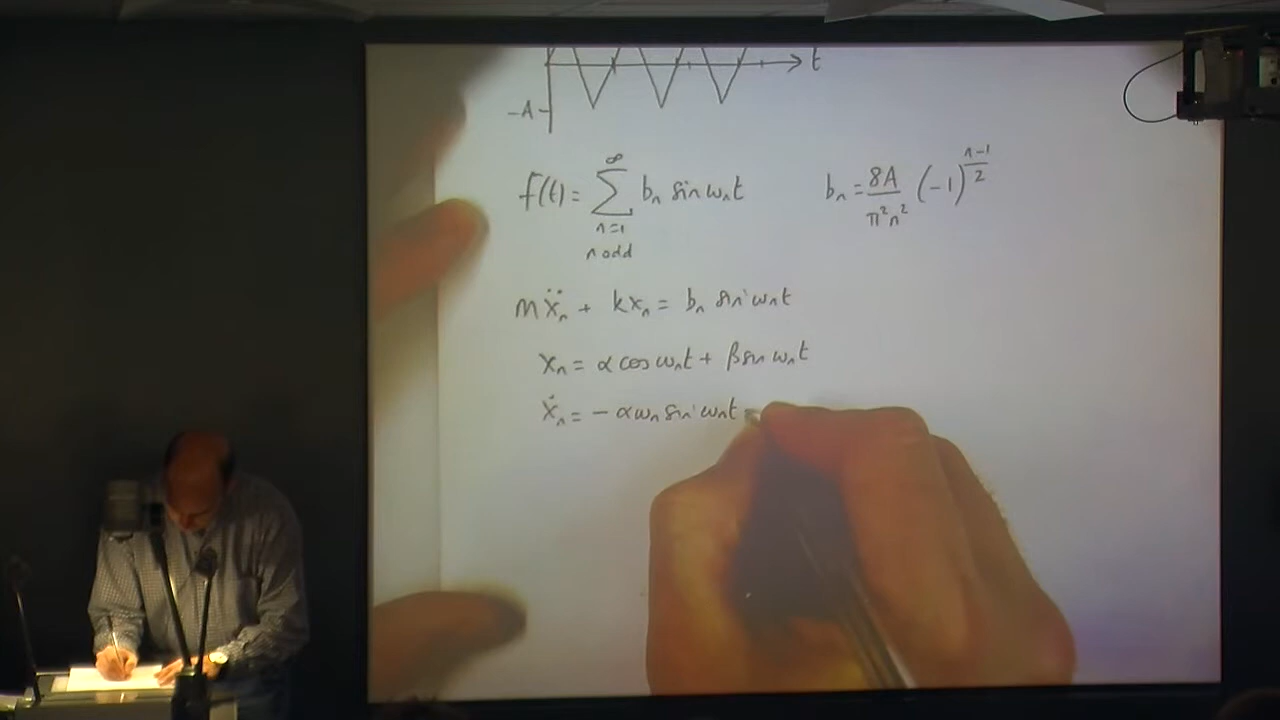 t
-A
f(t) = ∑_{n=1, n odd}^{∞} bₙ sin ωₙt    bₙ = 8A/(π²n²) (-1)^{(n-1)/2}
mẍₙ + kxₙ = bₙ sin ωₙt
xₙ = α cos ωₙt + β sin ωₙt
ẋₙ = - αωₙ sin ωₙt